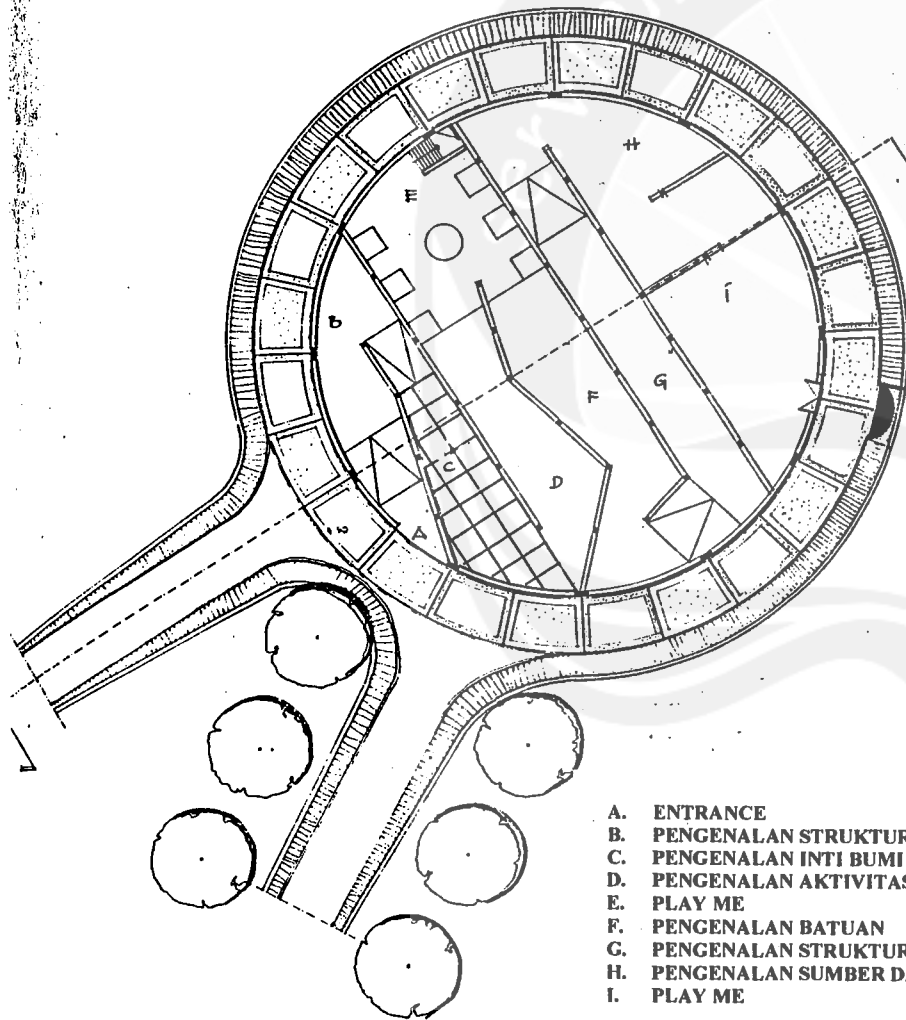 H
E
B
I
G
F
C
D
A
A. ENTRANCE
B. PENGENALAN STRUKTUR
C. PENGENALAN INTI BUMI
D. PENGENALAN AKTIVITAS
E. PLAY ME
F. PENGENALAN BATUAN
G. PENGENALAN STRUKTUR
H. PENGENALAN SUMBER
I. PLAY ME